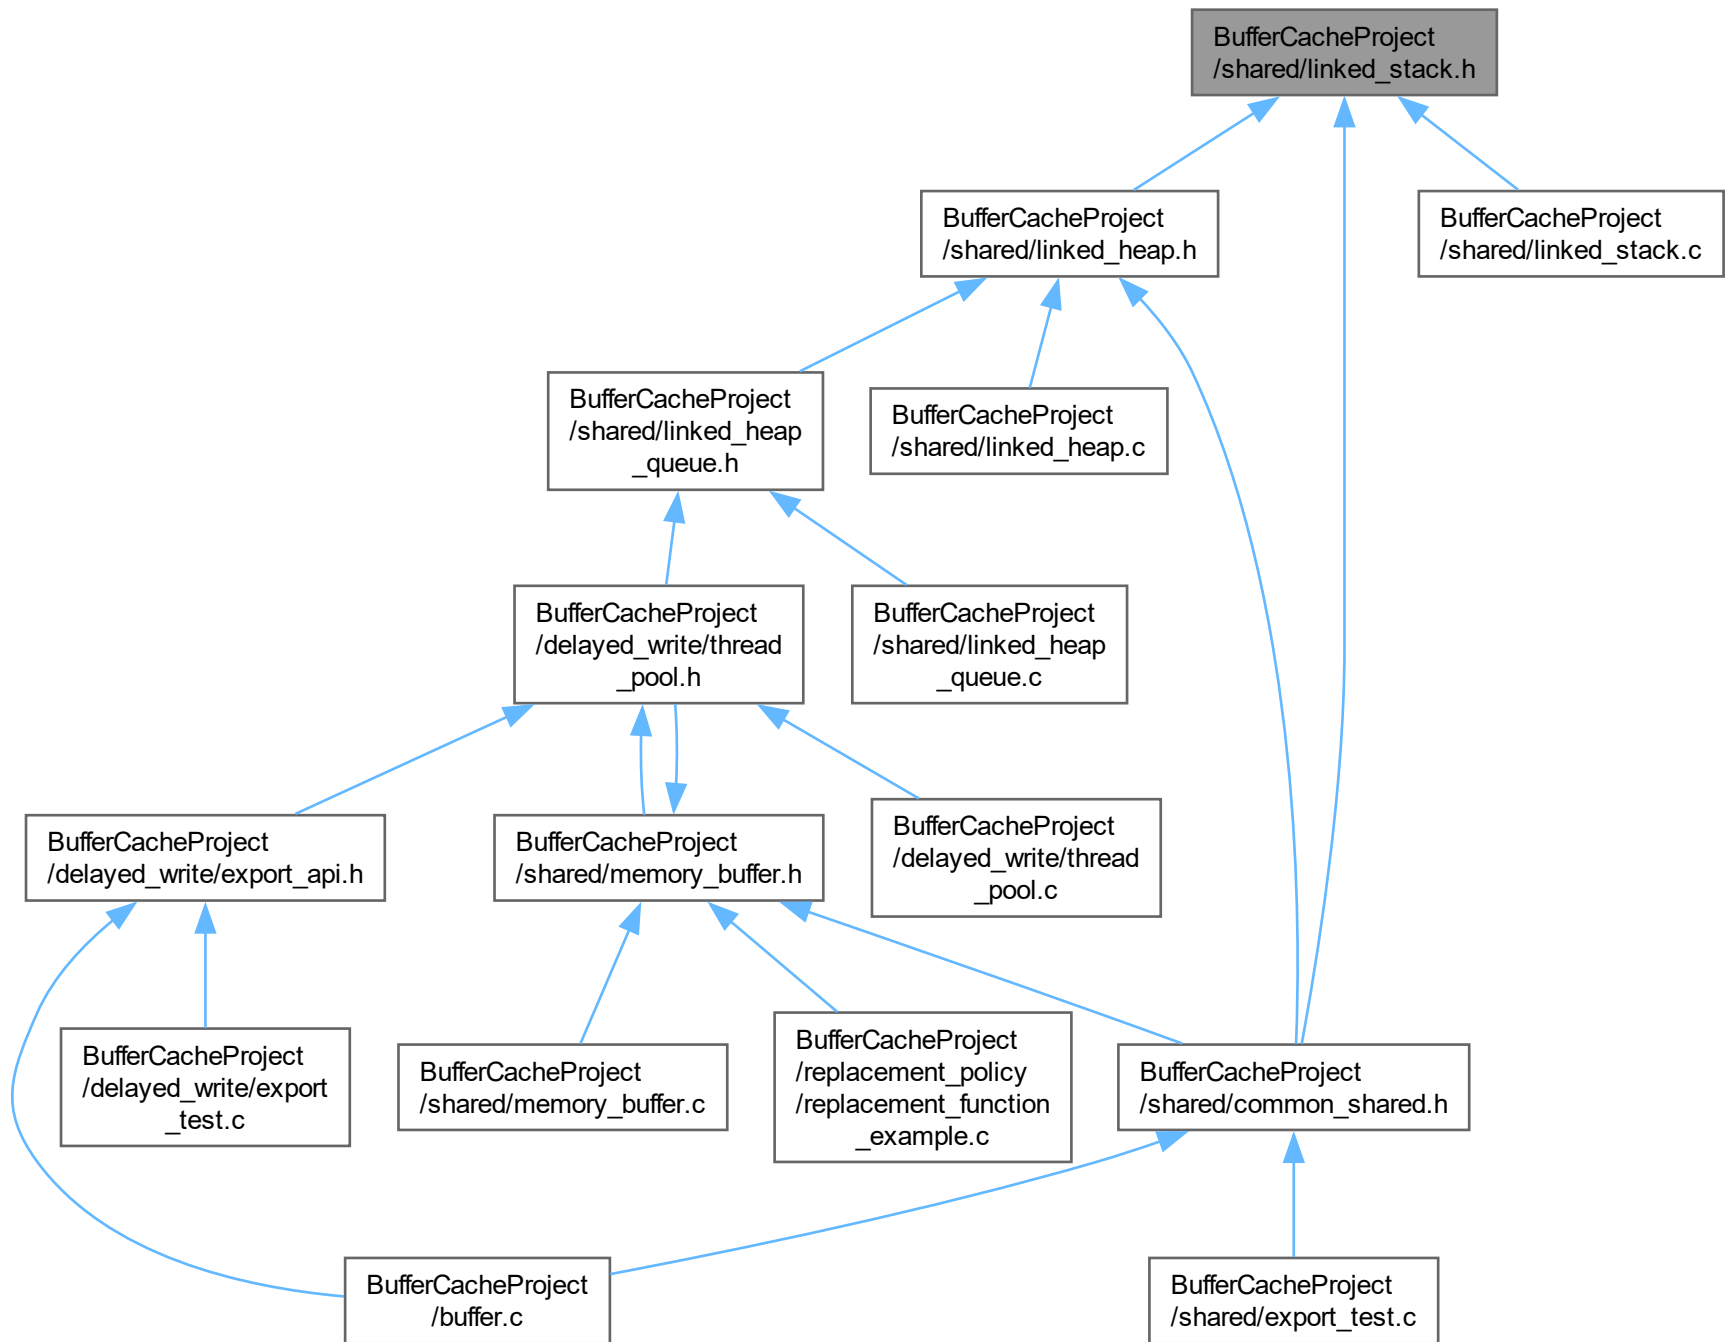 BufferCacheProject
/shared/linked_stack.h
BufferCacheProject
/shared/linked_heap.h
BufferCacheProject
/shared/linked_stack.c
BufferCacheProject
/shared/linked_heap
_queue.h
BufferCacheProject
/shared/linked_heap.c
BufferCacheProject
/delayed_write/thread
_pool.h
BufferCacheProject
/shared/linked_heap
_queue.c
BufferCacheProject
/delayed_write/export_api.h
BufferCacheProject
/shared/memory_buffer.h
BufferCacheProject
/delayed_write/thread
_pool.c
BufferCacheProject
/delayed_write/export
_test.c
BufferCacheProject
/shared/memory_buffer.c
BufferCacheProject
/replacement_policy
/replacement_function
_example.c
BufferCacheProject
/shared/common_shared.h
BufferCacheProject
/buffer.c
BufferCacheProject
/shared/export_test.c